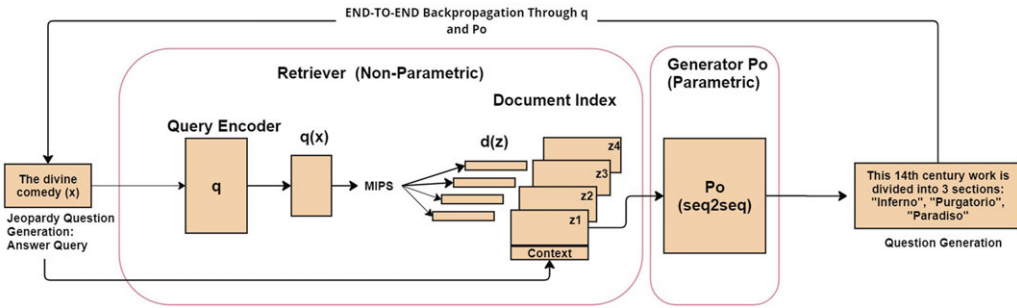 END-TO-END Backpropagation Through q
and Po
Retriever (Non-Parametric)
Generator Po
(Parametric)
Document Index
Query Encoder
q(x)
d(z)
z4
z3
z2
z1
Context
q
MIPS
Po
(seq2seq)
The divine
comedy (x)
Jeopardy Question
Generation:
Answer Query
This 14th century work is
divided into 3 sections:
"Inferno", "Purgatorio",
"Paradiso"
Question Generation